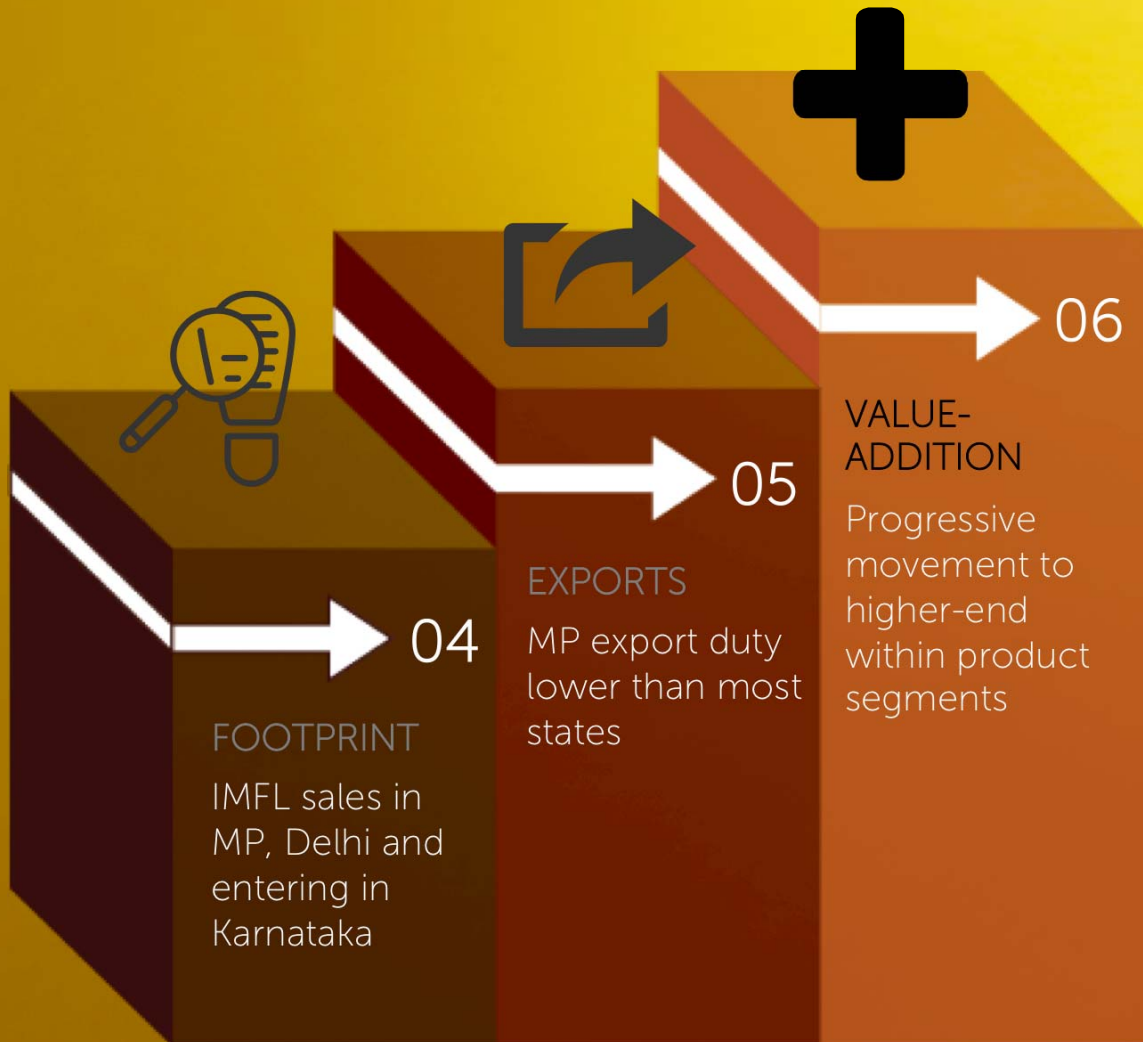 04
FOOTPRINT
IMFL sales in
MP, Delhi and
entering in
Karnataka
05
EXPORTS
MP export duty
lower than most
states
06
VALUE-
ADDITION
Progressive
movement to
higher-end
within product
segments